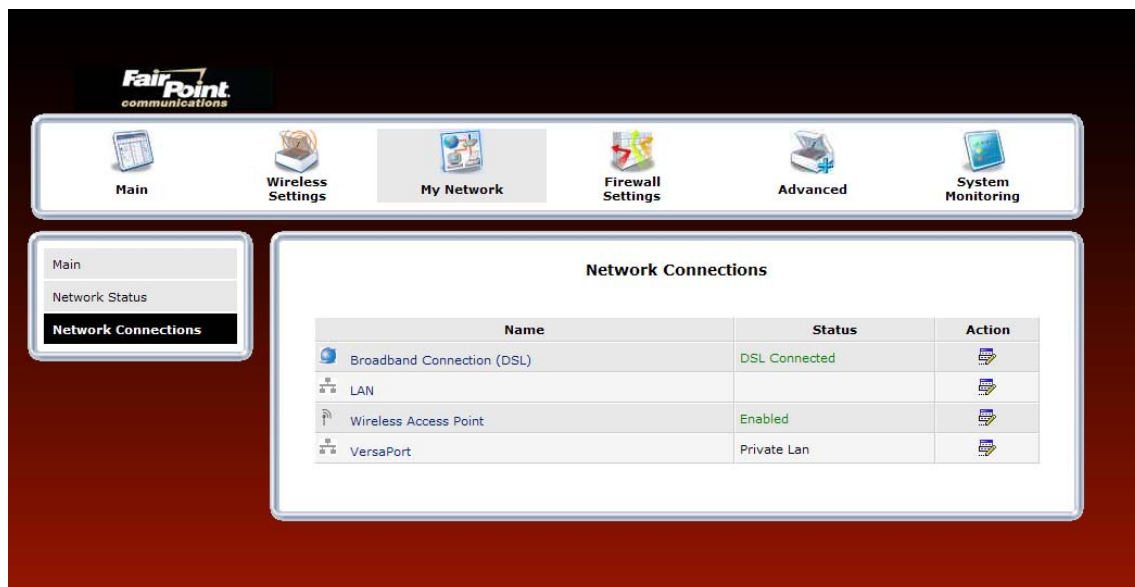 FairPoint.
communications
Main
Wireless
Settings
My Network
Firewall
Settings
Advanced
System
Monitoring
Main
Network Status
Network Connections
Network Connections
Name Status Action
Broadband Connection (DSL) DSL Connected
LAN
Wireless Access Point Enabled
VersaPort Private Lan